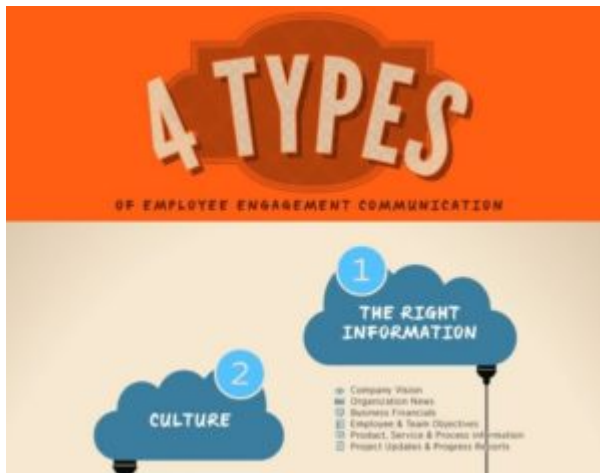 4 TYPES
OF EMPLOYEE ENGAGEMENT COMMUNICATION
1
THE RIGHT
INFORMATION
Company Vision
Organization News
Business Financials
Employee & Team Objectives
Product, Service & Process Information
Project Updates & Progress Reports
2
CULTURE